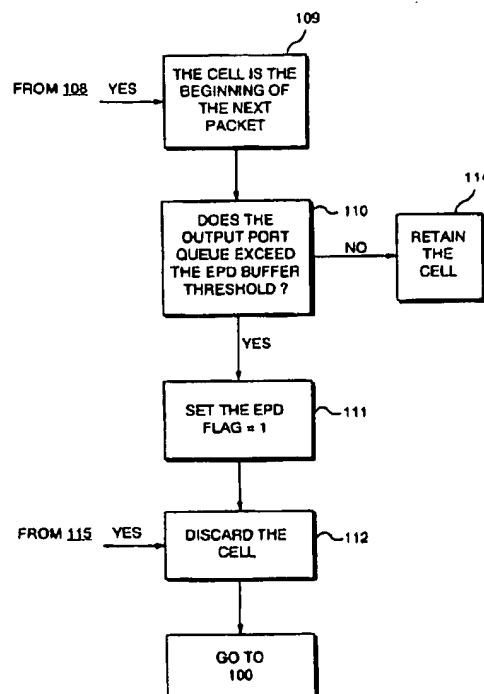 109
FROM 108 YES
THE CELL IS THE
BEGINNING OF
THE NEXT
PACKET
110
DOES THE
OUTPUT PORT
QUEUE EXCEED
THE EPD BUFFER
THRESHOLD ?
NO
RETAIN
THE
CELL
YES
SET THE EPD
FLAG = 1
111
FROM 115 YES
DISCARD THE
CELL
112
GO TO
100